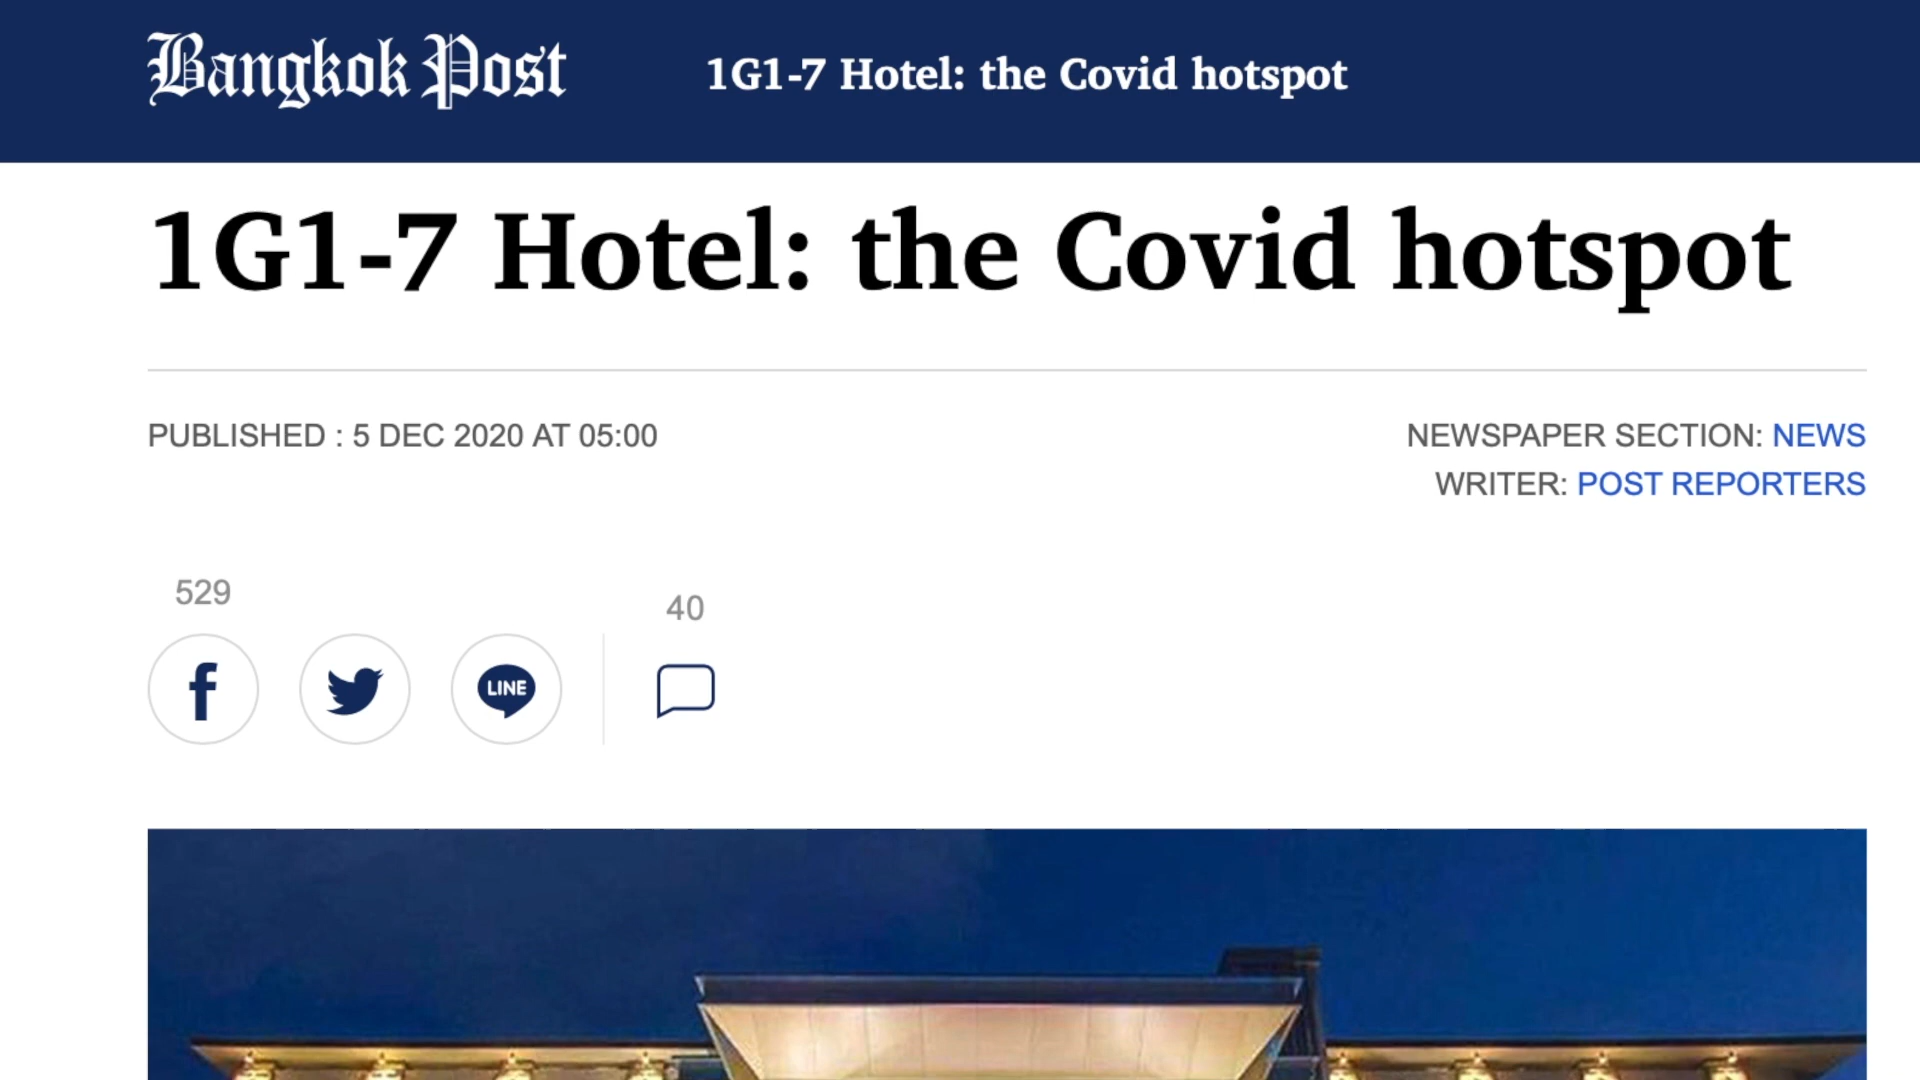 Bangkok Post
1G1-7 Hotel: the Covid hotspot
1G1-7 Hotel: the Covid hotspot
PUBLISHED : 5 DEC 2020 AT 05:00
NEWSPAPER SECTION: NEWS
WRITER: POST REPORTERS
529
40
f
LINE